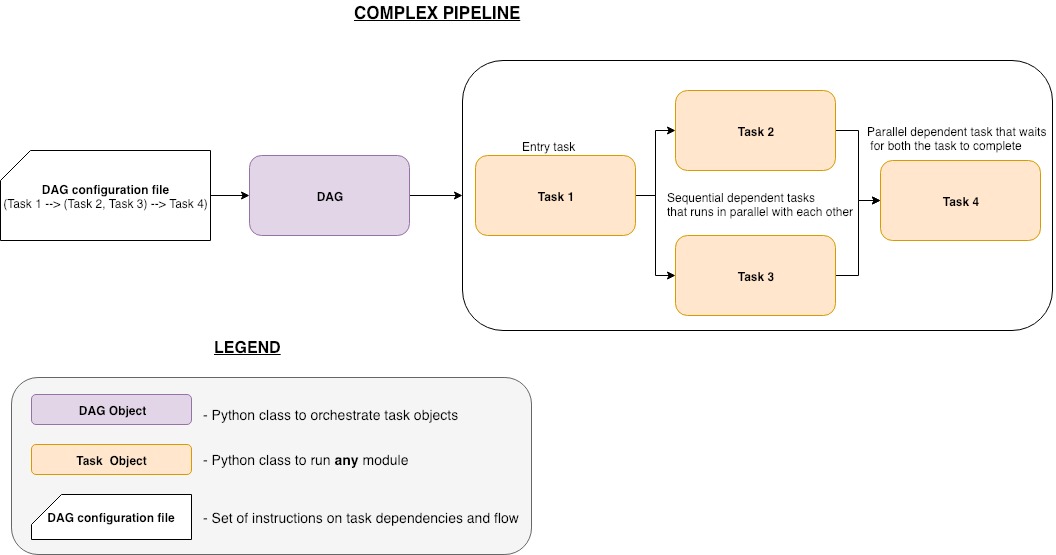 COMPLEX PIPELINE
DAG configuration file
(Task 1 --> (Task 2, Task 3) --> Task 4)
DAG
Entry task
Task 1
Task 2
Sequential dependent tasks
that runs in parallel with each other
Task 3
Parallel dependent task that waits
for both the task to complete
Task 4
LEGEND
DAG Object
- Python class to orchestrate task objects
Task Object
- Python class to run any module
DAG configuration file
- Set of instructions on task dependencies and flow